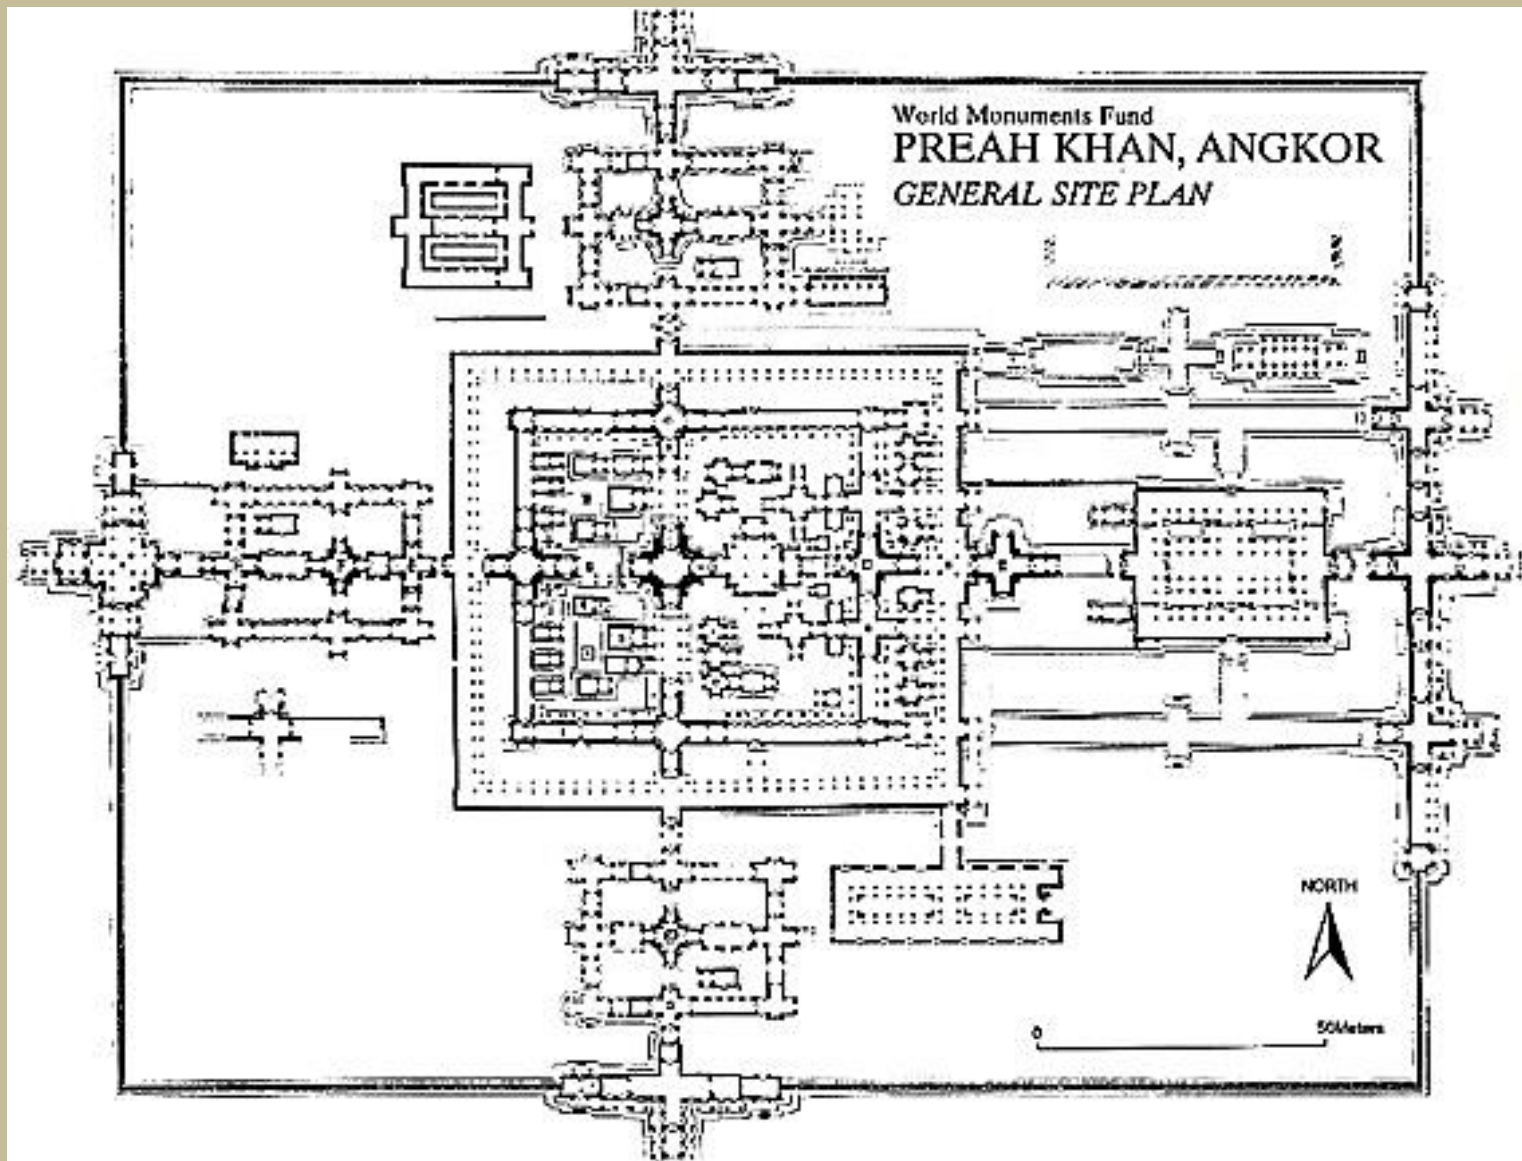 World Monuments Fund
PREAH KHAN, ANGKOR
GENERAL SITE PLAN
NORTH
0 50Meters